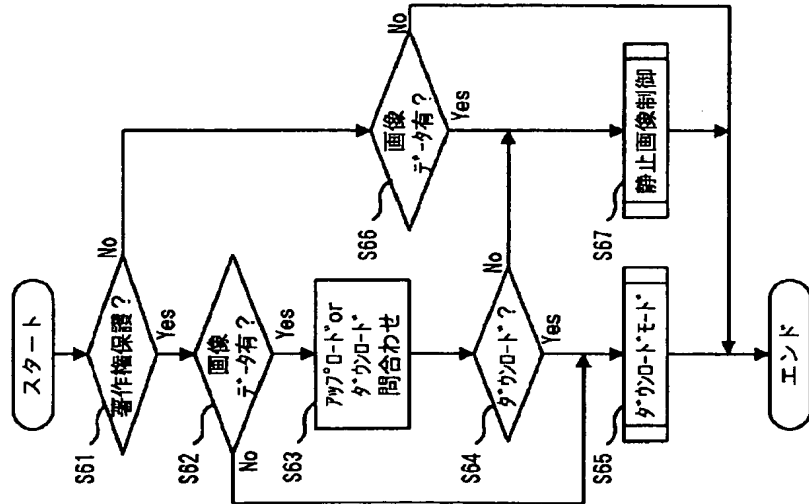 スタート
S61
著作権保護?
No
Yes
S62
画像
データ有?
No
Yes
S63
アップロードor
ダウンロード
問合わせ
S64
ダウンロード?
No
Yes
S65
ダウンロードモード
S66
画像
データ有?
No
Yes
S67
静止画像制御
エンド